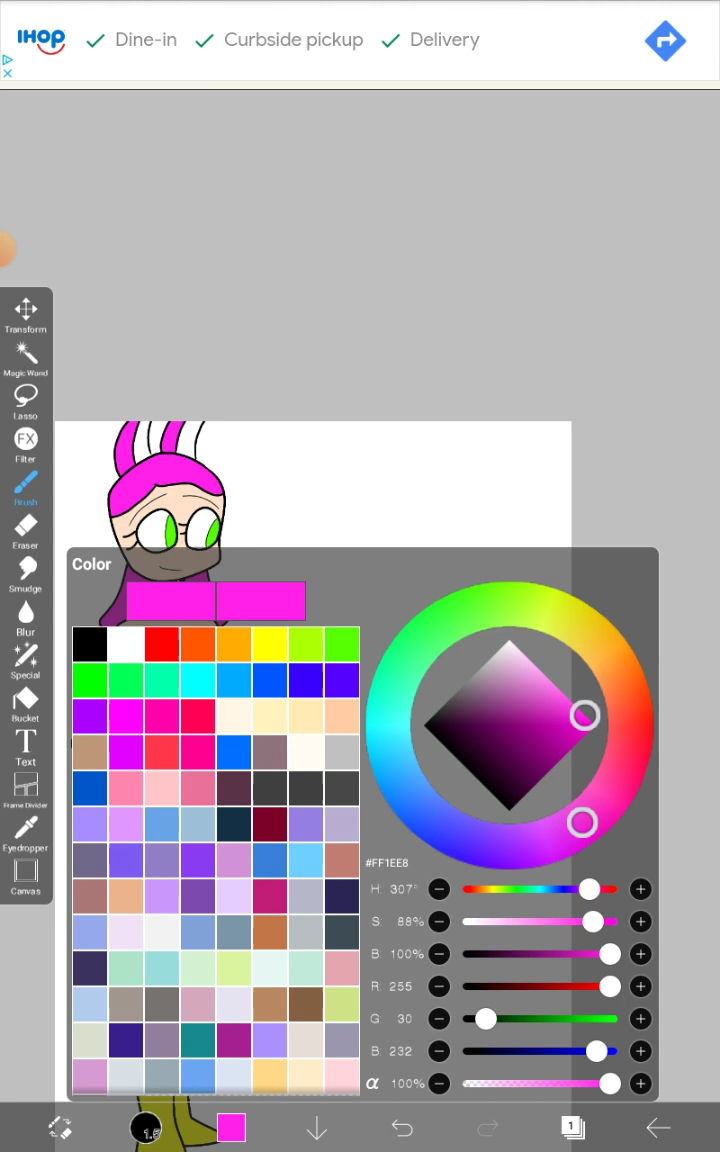 IHOP
Dine-in
Curbside pickup
Delivery
Transform
Magic Wand
Lasso
FX
Filter
Brush
Eraser
Smudge
Blur
Special
Bucket
T
Text
Frame Divider
Eyedropper
Canvas
Color
#FF1EE8
H: 307°
S: 88%
B: 100%
R: 255
G: 30
B: 232
α 100%
1